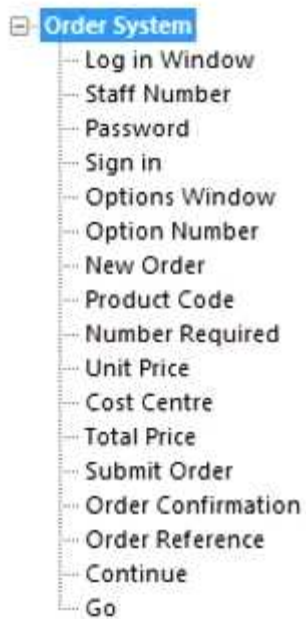 Order System
Log in Window
Staff Number
Password
Sign in
Options Window
Option Number
New Order
Product Code
Number Required
Unit Price
Cost Centre
Total Price
Submit Order
Order Confirmation
Order Reference
Continue
Go